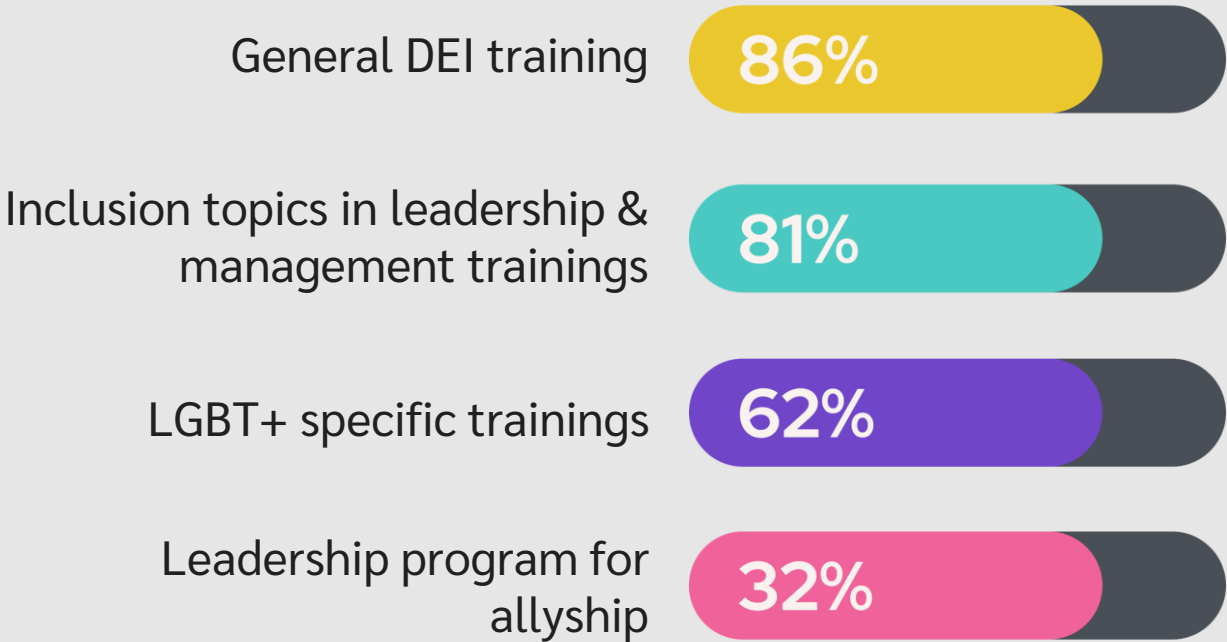 General DEI training
86%
Inclusion topics in leadership &
management trainings
81%
LGBT+ specific trainings
62%
Leadership program for
allyship
32%